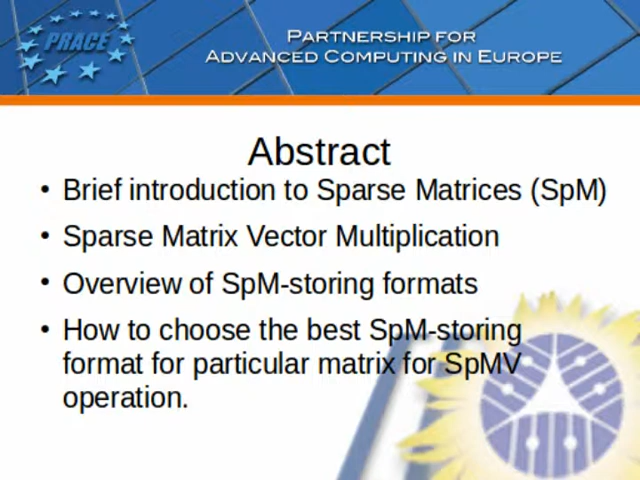 PRACE
PARTNERSHIP FOR
ADVANCED COMPUTING IN EUROPE
Abstract
• Brief introduction to Sparse Matrices (SpM)
• Sparse Matrix Vector Multiplication
• Overview of SpM-storing formats
• How to choose the best SpM-storing
format for particular matrix for SpMV
operation.